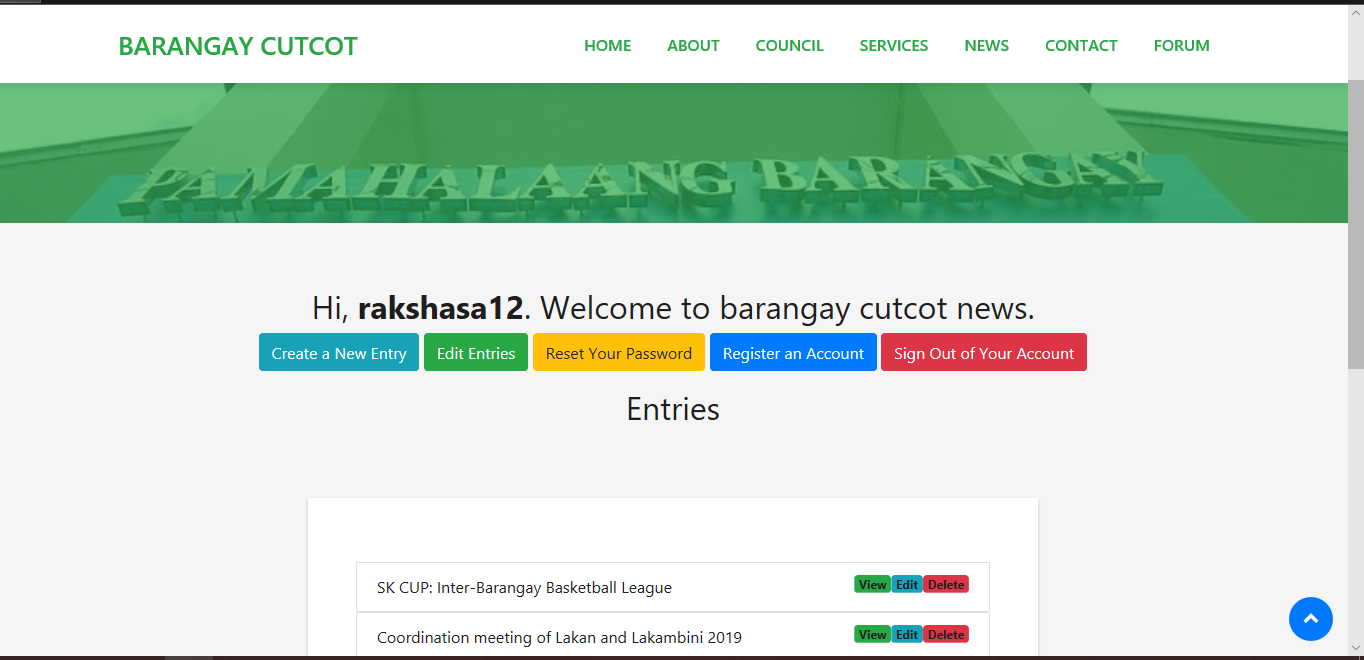 BARANGAY CUTCOT
HOME ABOUT COUNCIL SERVICES NEWS CONTACT FORUM
PAMAHALAANG BARANGAY
Hi, rakshasa12. Welcome to barangay cutcot news.
Create a New Entry Edit Entries Reset Your Password Register an Account Sign Out of Your Account
Entries
SK CUP: Inter-Barangay Basketball League View Edit Delete
Coordination meeting of Lakan and Lakambini 2019 View Edit Delete